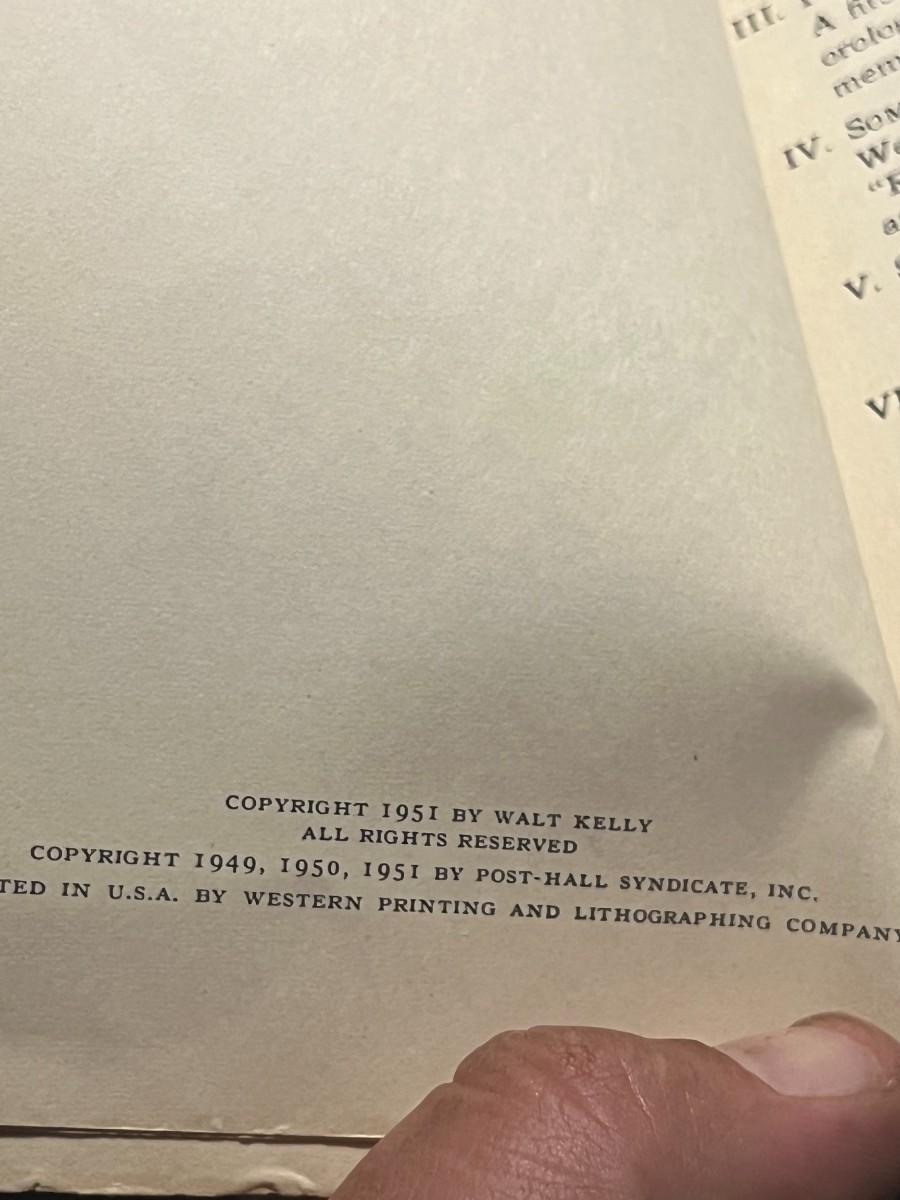 COPYRIGHT 1951 BY WALT KELLY
ALL RIGHTS RESERVED
COPYRIGHT 1949, 1950, 1951 BY POST-HALL SYNDICATE, INC.
TED IN U.S.A. BY WESTERN PRINTING AND LITHOGRAPHING COMPANY
III.
A
IV.
V.